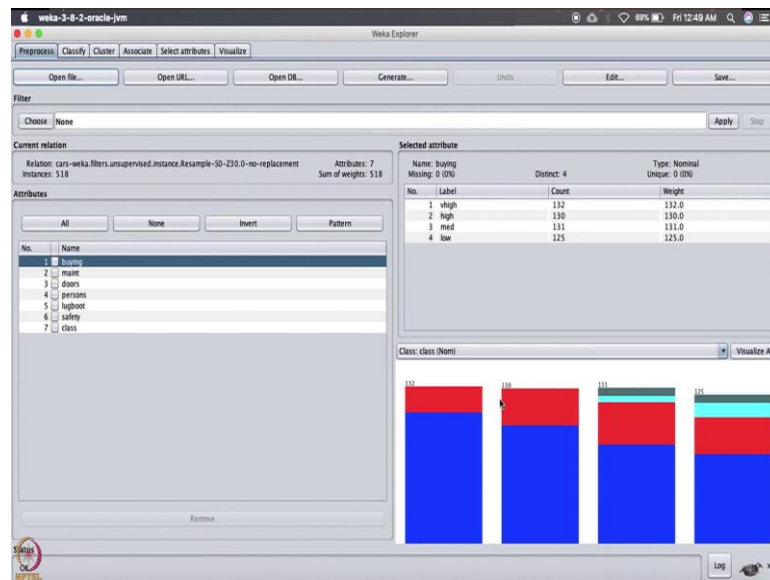 weka-3-8-2-oracle-jvm 69% Fri 12:49 AM
Weka Explorer
Preprocess Classify Cluster Associate Select attributes Visualize
Open file... Open URL... Open DB... Generate... Undo Edit... Save...
Filter
Choose None Apply Stop
Current relation
Relation: cars-weka.filters.unsupervised.instance.Resample-S0-Z30.0-no-replacement Attributes: 7
Instances: 518 Sum of weights: 518
Attributes
All None Invert Pattern
No. Name
1 buying
2 maint
3 doors
4 persons
5 lugboot
6 safety
7 class
Remove
Selected attribute
Name: buying Type: Nominal
Missing: 0 (0%) Distinct: 4 Unique: 0 (0%)
No. Label Count Weight
1 vhigh 132 132.0
2 high 130 130.0
3 med 131 131.0
4 low 125 125.0
Class: class (Nom) Visualize A
132 130 131 125
Status
OK
NPTEL
Log x